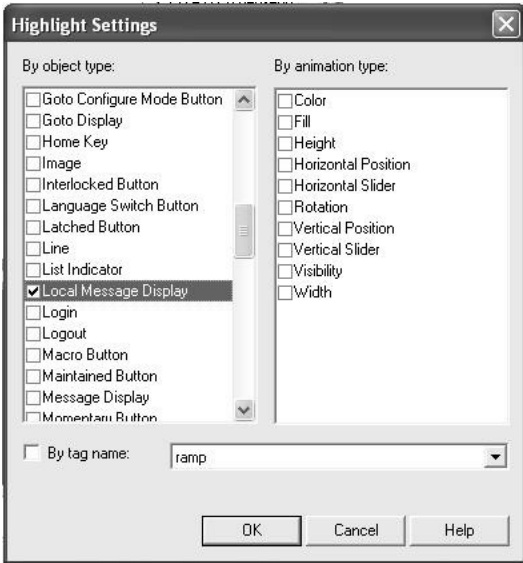 Highlight Settings
By object type:
By animation type:
Goto Configure Mode Button
Goto Display
Home Key
Image
Interlocked Button
Language Switch Button
Latched Button
Line
List Indicator
Local Message Display
Login
Logout
Macro Button
Maintained Button
Message Display
Momentary Button
Color
Fill
Height
Horizontal Position
Horizontal Slider
Rotation
Vertical Position
Vertical Slider
Visibility
Width
By tag name:
ramp
OK
Cancel
Help